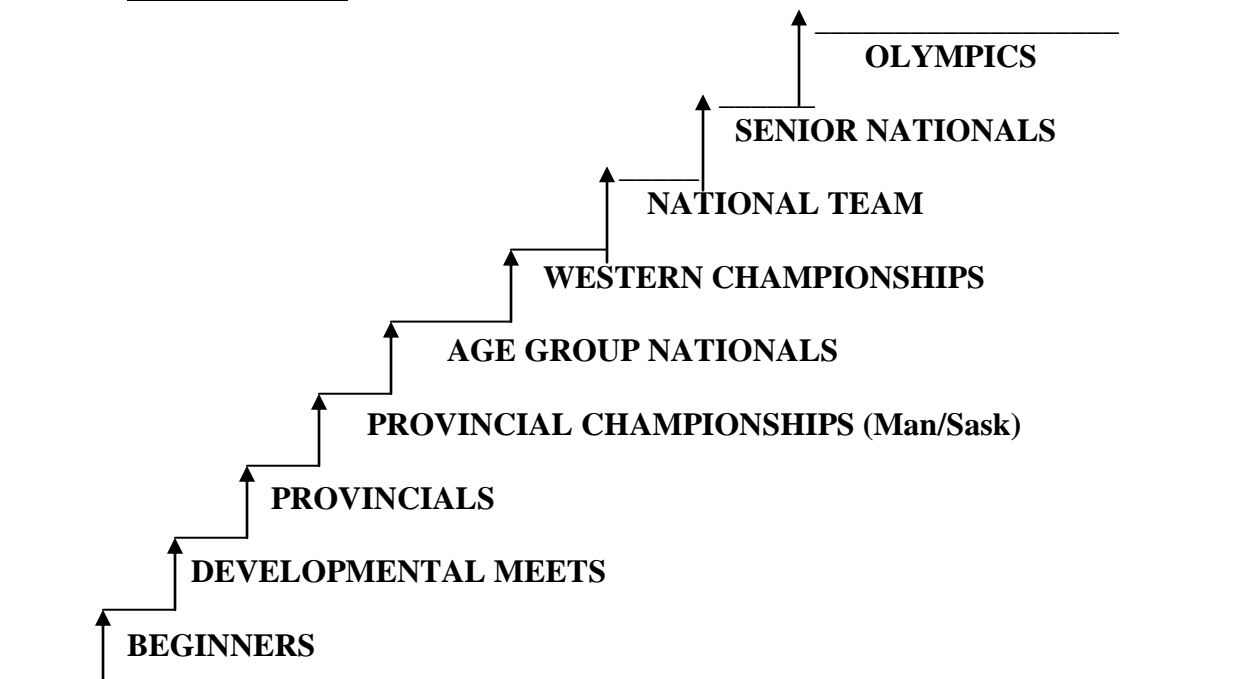 OLYMPICS
SENIOR NATIONALS
NATIONAL TEAM
WESTERN CHAMPIONSHIPS
AGE GROUP NATIONALS
PROVINCIAL CHAMPIONSHIPS (Man/Sask)
PROVINCIALS
DEVELOPMENTAL MEETS
BEGINNERS